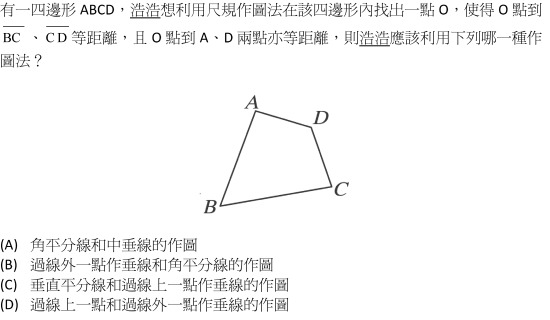 有一四邊形 ABCD，浩浩想利用尺規作圖法在該四邊形內找出一點 O，使得 O 點到
BC 、 CD 等距離，且 O 點到 A、D 兩點亦等距離，則浩浩應該利用下列哪一種作
圖法？
A
D
C
B
(A) 角平分線和中垂線的作圖
(B) 過線外一點作垂線和角平分線的作圖
(C) 垂直平分線和過線上一點作垂線的作圖
(D) 過線上一點和過線外一點作垂線的作圖